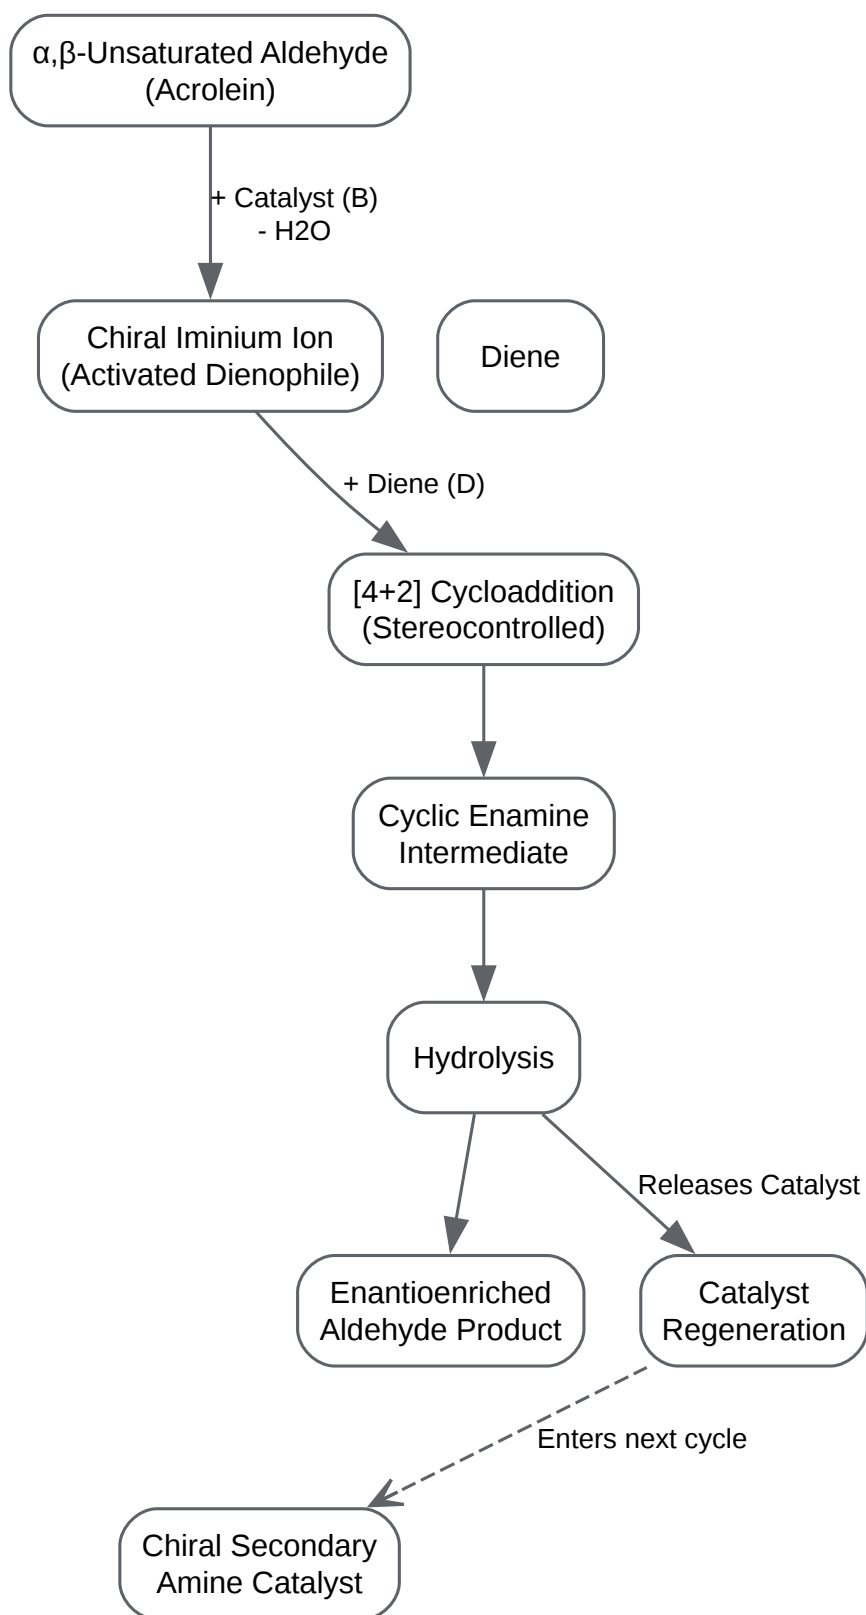 α,β-Unsaturated Aldehyde
(Acrolein)
+ Catalyst (B)
- H2O
Chiral Iminium Ion
(Activated Dienophile)
Diene
+ Diene (D)
[4+2] Cycloaddition
(Stereocontrolled)
Cyclic Enamine
Intermediate
Hydrolysis
Releases Catalyst
Enantioenriched
Aldehyde Product
Catalyst
Regeneration
Enters next cycle
Chiral Secondary
Amine Catalyst